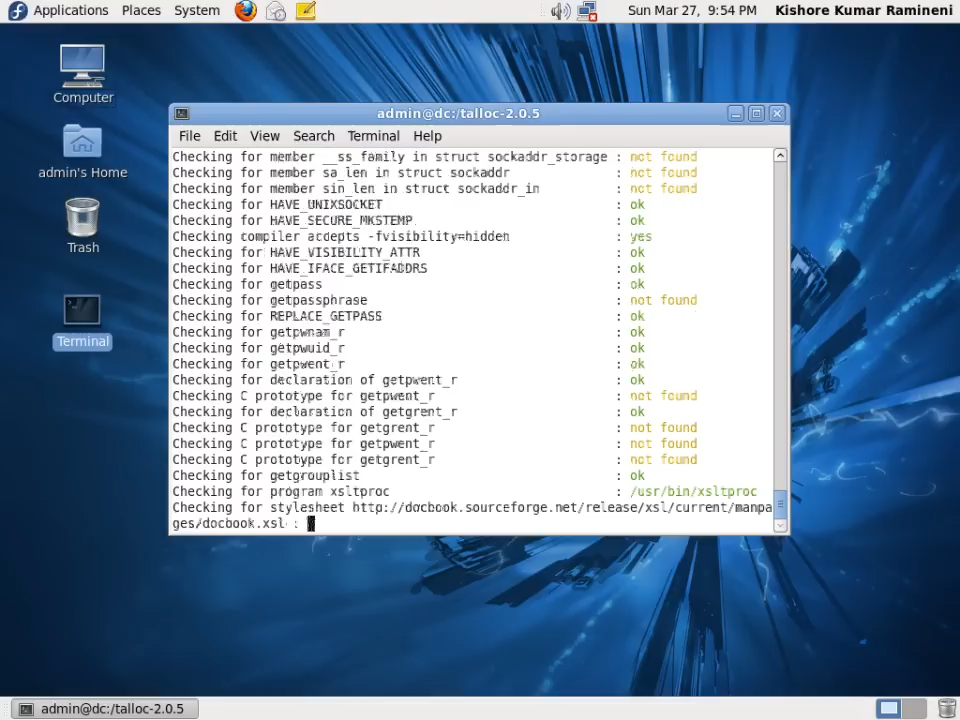 Applications Places System
Sun Mar 27, 9:54 PM Kishore Kumar Ramineni
Computer
admin's Home
Trash
Terminal
admin@dc:/talloc-2.0.5
File Edit View Search Terminal Help
Checking for member __ss_family in struct sockaddr_storage : not found
Checking for member sa_len in struct sockaddr : not found
Checking for member sin_len in struct sockaddr_in : not found
Checking for HAVE_UNIXSOCKET : ok
Checking for HAVE_SECURE_MKSTEMP : ok
Checking compiler accepts -fvisibility=hidden : yes
Checking for HAVE_VISIBILITY_ATTR : ok
Checking for HAVE_IFACE_GETIFADDRS : ok
Checking for getpass : ok
Checking for getpassphrase : not found
Checking for REPLACE_GETPASS : ok
Checking for getpwnam_r : ok
Checking for getpwuid_r : ok
Checking for getpwent_r : ok
Checking for declaration of getpwent_r : ok
Checking C prototype for getpwent_r : not found
Checking for declaration of getgrent_r : ok
Checking C prototype for getgrent_r : not found
Checking C prototype for getpwent_r : not found
Checking C prototype for getgrent_r : not found
Checking for getgrouplist : ok
Checking for program xsltproc : /usr/bin/xsltproc
Checking for stylesheet http://docbook.sourceforge.net/release/xsl/current/manpa
ges/docbook.xsl :
admin@dc:/talloc-2.0.5